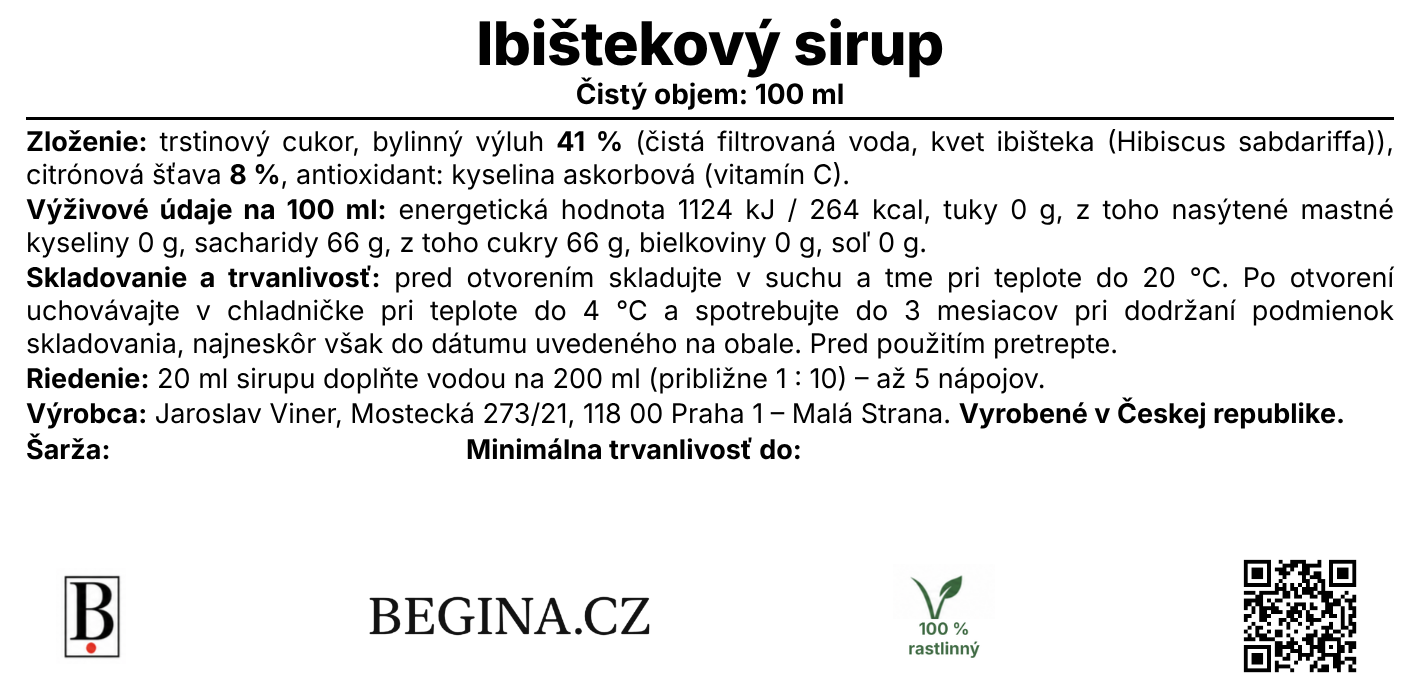 Ibištekový sirup
Čistý objem: 100 ml
Zloženie: trstinový cukor, bylinný výluh 41 % (čistá filtrovaná voda, kvet ibišteka (Hibiscus sabdariffa)),
citrónová šťava 8 %, antioxidant: kyselina askorbová (vitamín C).
Výživové údaje na 100 ml: energetická hodnota 1124 kJ / 264 kcal, tuky 0 g, z toho nasýtené mastné
kyseliny 0 g, sacharidy 66 g, z toho cukry 66 g, bielkoviny 0 g, soľ 0 g.
Skladovanie a trvanlivosť: pred otvorením skladujte v suchu a tme pri teplote do 20 °C. Po otvorení
uchovávajte v chladničke pri teplote do 4 °C a spotrebujte do 3 mesiacov pri dodržaní podmienok
skladovania, najneskôr však do dátumu uvedeného na obale. Pred použitím pretrepte.
Riedenie: 20 ml sirupu doplňte vodou na 200 ml (približne 1 : 10) – až 5 nápojov.
Výrobca: Jaroslav Viner, Mostecká 273/21, 118 00 Praha 1 – Malá Strana. Vyrobené v Českej republike.
Šarža: Minimálna trvanlivosť do:
B
BEGINA.CZ
100 %
rastlinný